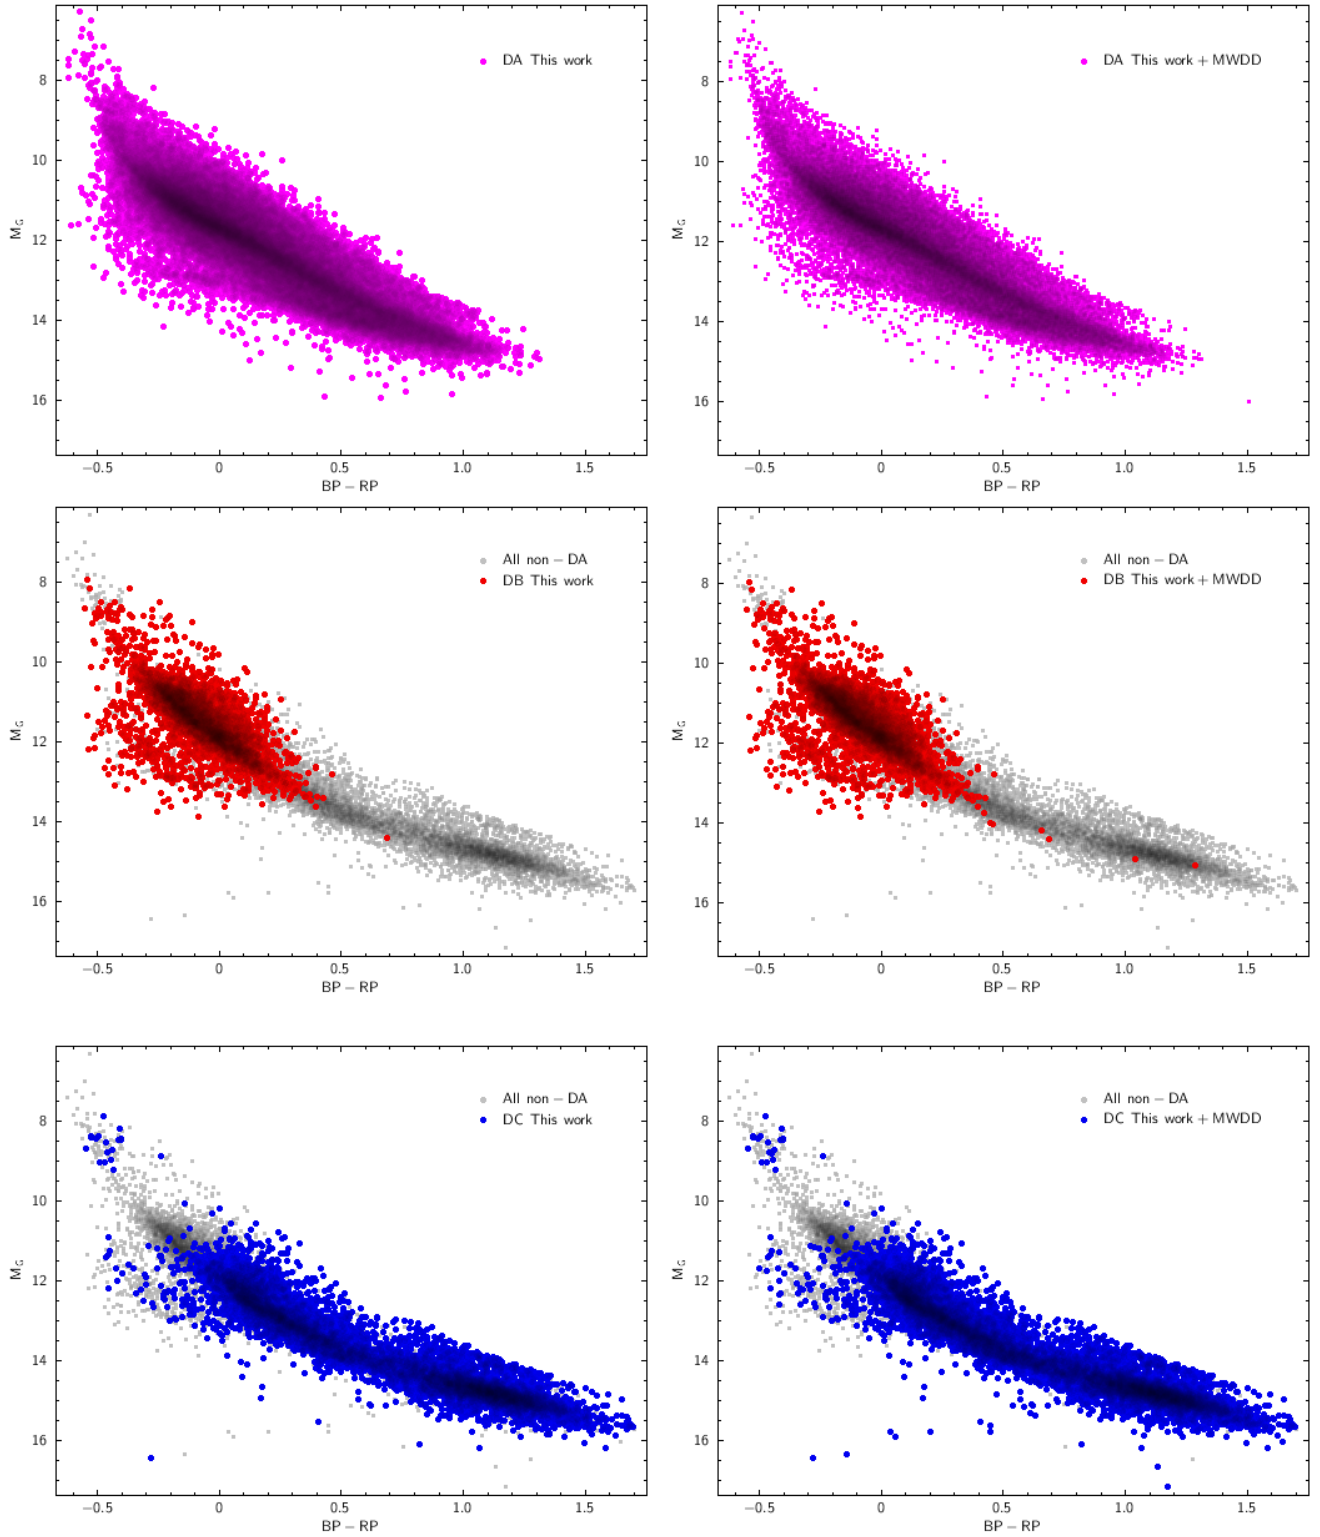 DA This work
8
10
12
14
16
M_G
−0.5 0 0.5 1.0 1.5
BP − RP
DA This work + MWDD
8
10
12
14
16
M_G
−0.5 0 0.5 1.0 1.5
BP − RP
All non − DA
DB This work
8
10
12
14
16
M_G
−0.5 0 0.5 1.0 1.5
BP − RP
All non − DA
DB This work + MWDD
8
10
12
14
16
M_G
−0.5 0 0.5 1.0 1.5
BP − RP
All non − DA
DC This work
8
10
12
14
16
M_G
−0.5 0 0.5 1.0 1.5
BP − RP
All non − DA
DC This work + MWDD
8
10
12
14
16
M_G
−0.5 0 0.5 1.0 1.5
BP − RP